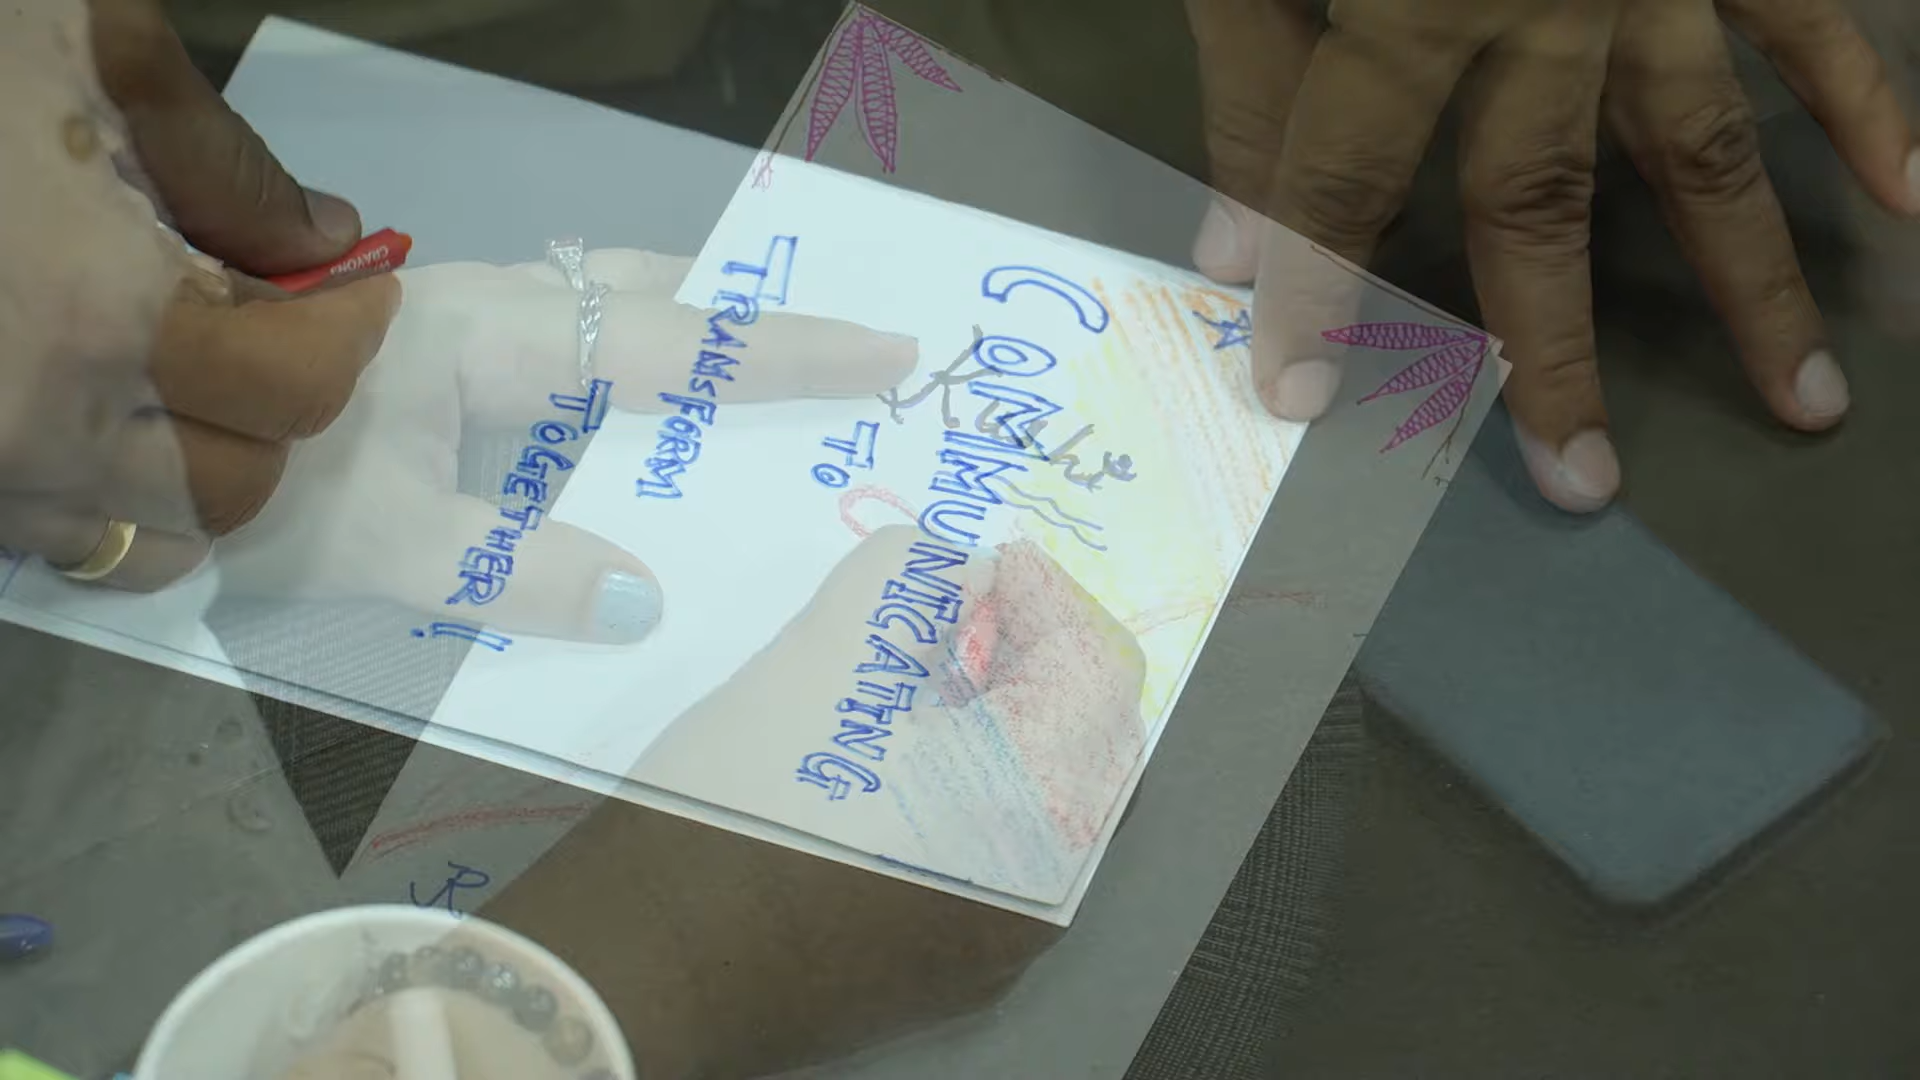 COMMUNICATING
TO
TRANSFORM
TOGETHER!
CRAYONS